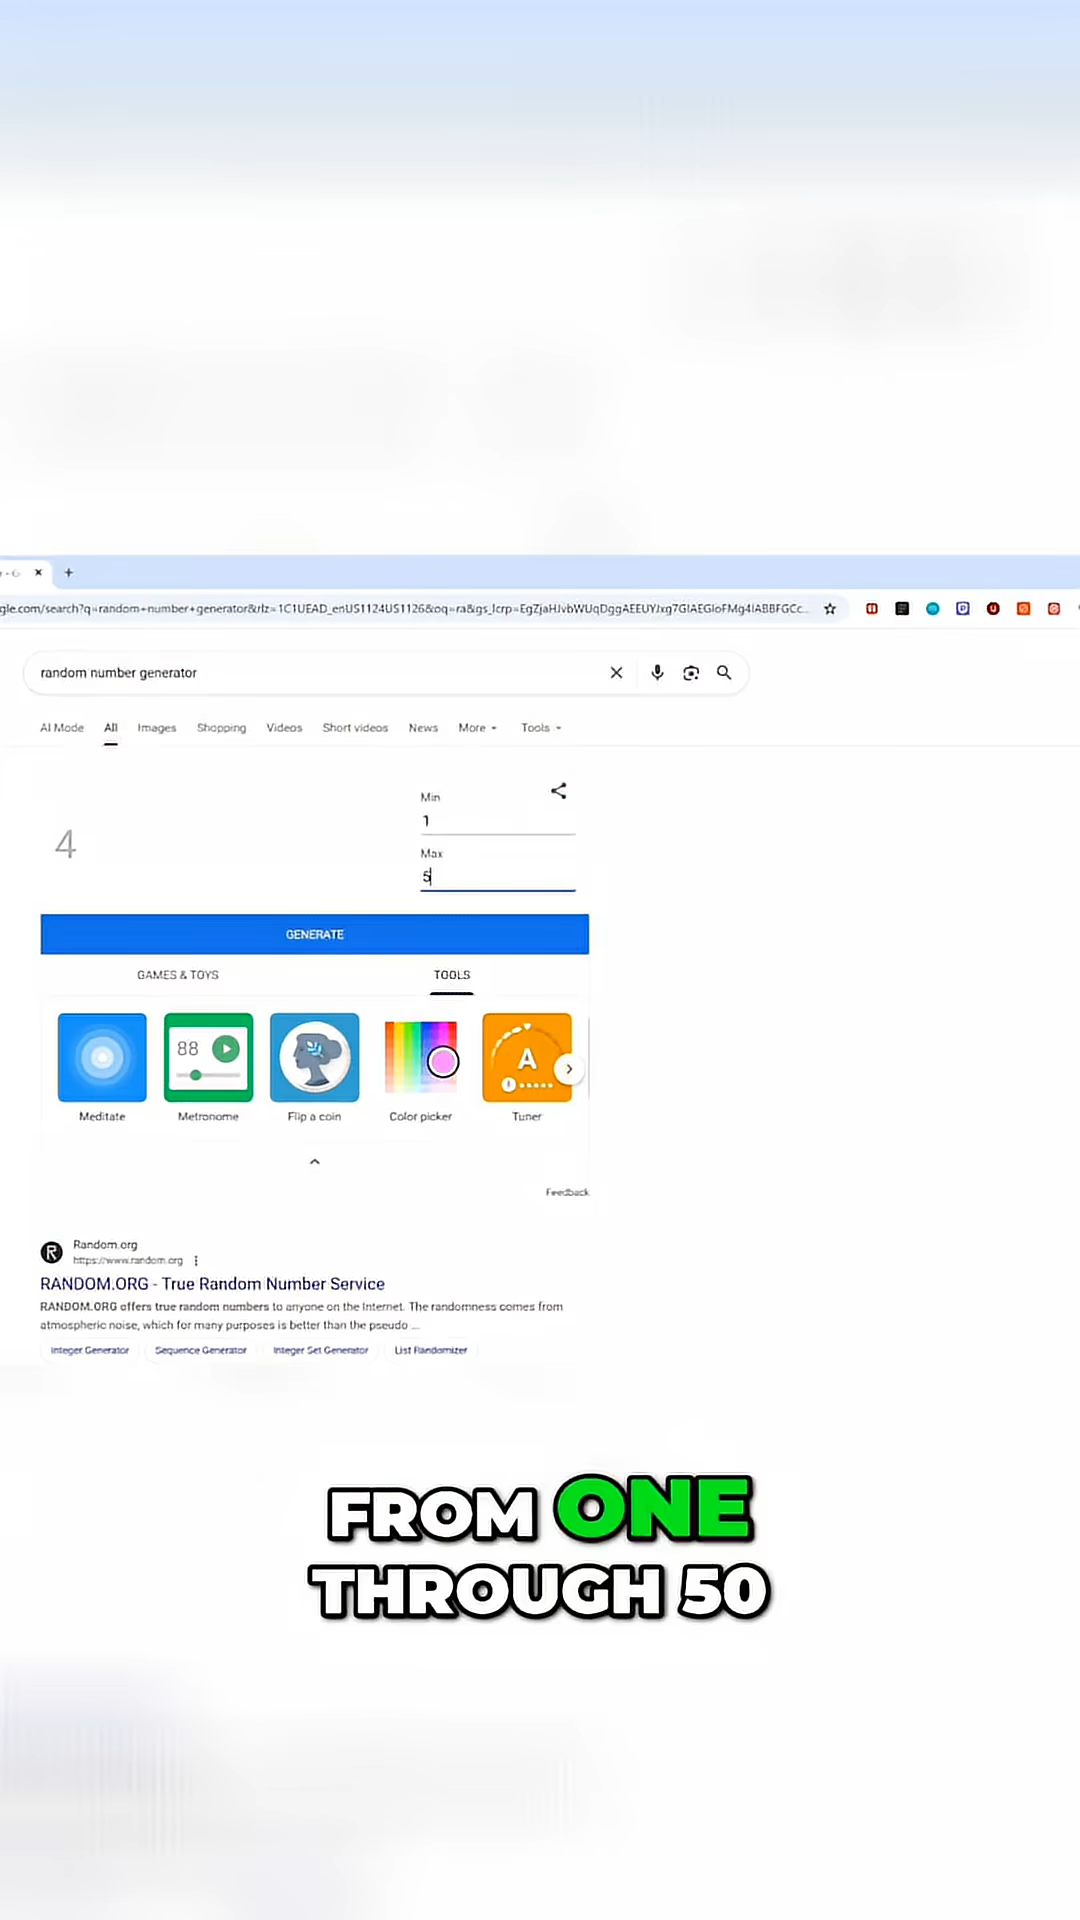 gle.com/search?q=random+number+generator&rlz=1C1UEAD_enUS1124US1126&oq=ra&gs_lcrp=
random number generator
AI Mode All Images Shopping Videos Short videos News More Tools
Min
1
4
Max
5
GENERATE
GAMES & TOYS TOOLS
88 A
Meditate Metronome Flip a coin Color picker Tuner
Feedback
R Random.org
https://www.random.org
RANDOM.ORG - True Random Number Service
RANDOM.ORG offers true random numbers to anyone on the Internet. The randomness comes from
atmospheric noise, which for many purposes is better than the pseudo ...
Integer Generator Sequence Generator Integer Set Generator List Randomizer
FROM ONE
THROUGH 50